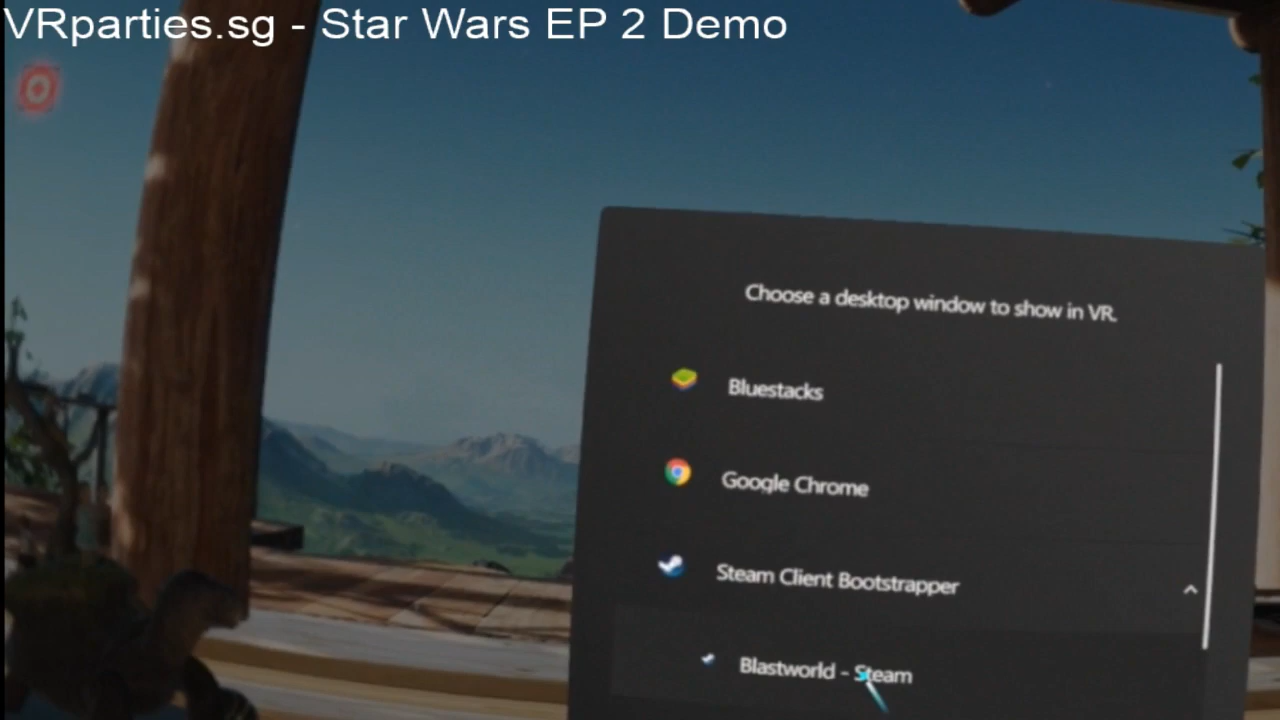 VRparties.sg - Star Wars EP 2 Demo
Choose a desktop window to show in VR.
Bluestacks
Google Chrome
Steam Client Bootstrapper
Blastworld - Steam